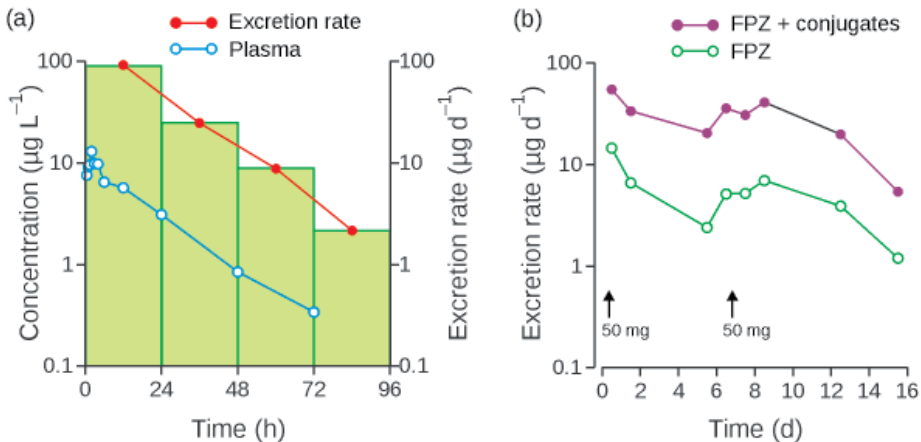 (a)
Excretion rate
Plasma
Concentration (µg L⁻¹)
100
10
1
0.1
0 24 48 72 96
Time (h)
100
10
1
0.1
Excretion rate (µg d⁻¹)
(b)
FPZ + conjugates
FPZ
Excretion rate (µg d⁻¹)
100
10
1
0.1
50 mg 50 mg
0 2 4 6 8 10 12 14 16
Time (d)